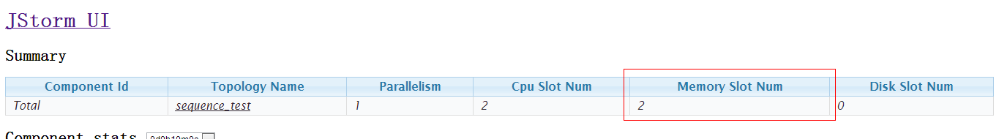 JStorm UI
Summary
Component Id Topology Name Parallelism Cpu Slot Num Memory Slot Num Disk Slot Num
Total sequence_test 1 2 2 0
Component stats 0d0h10m0s